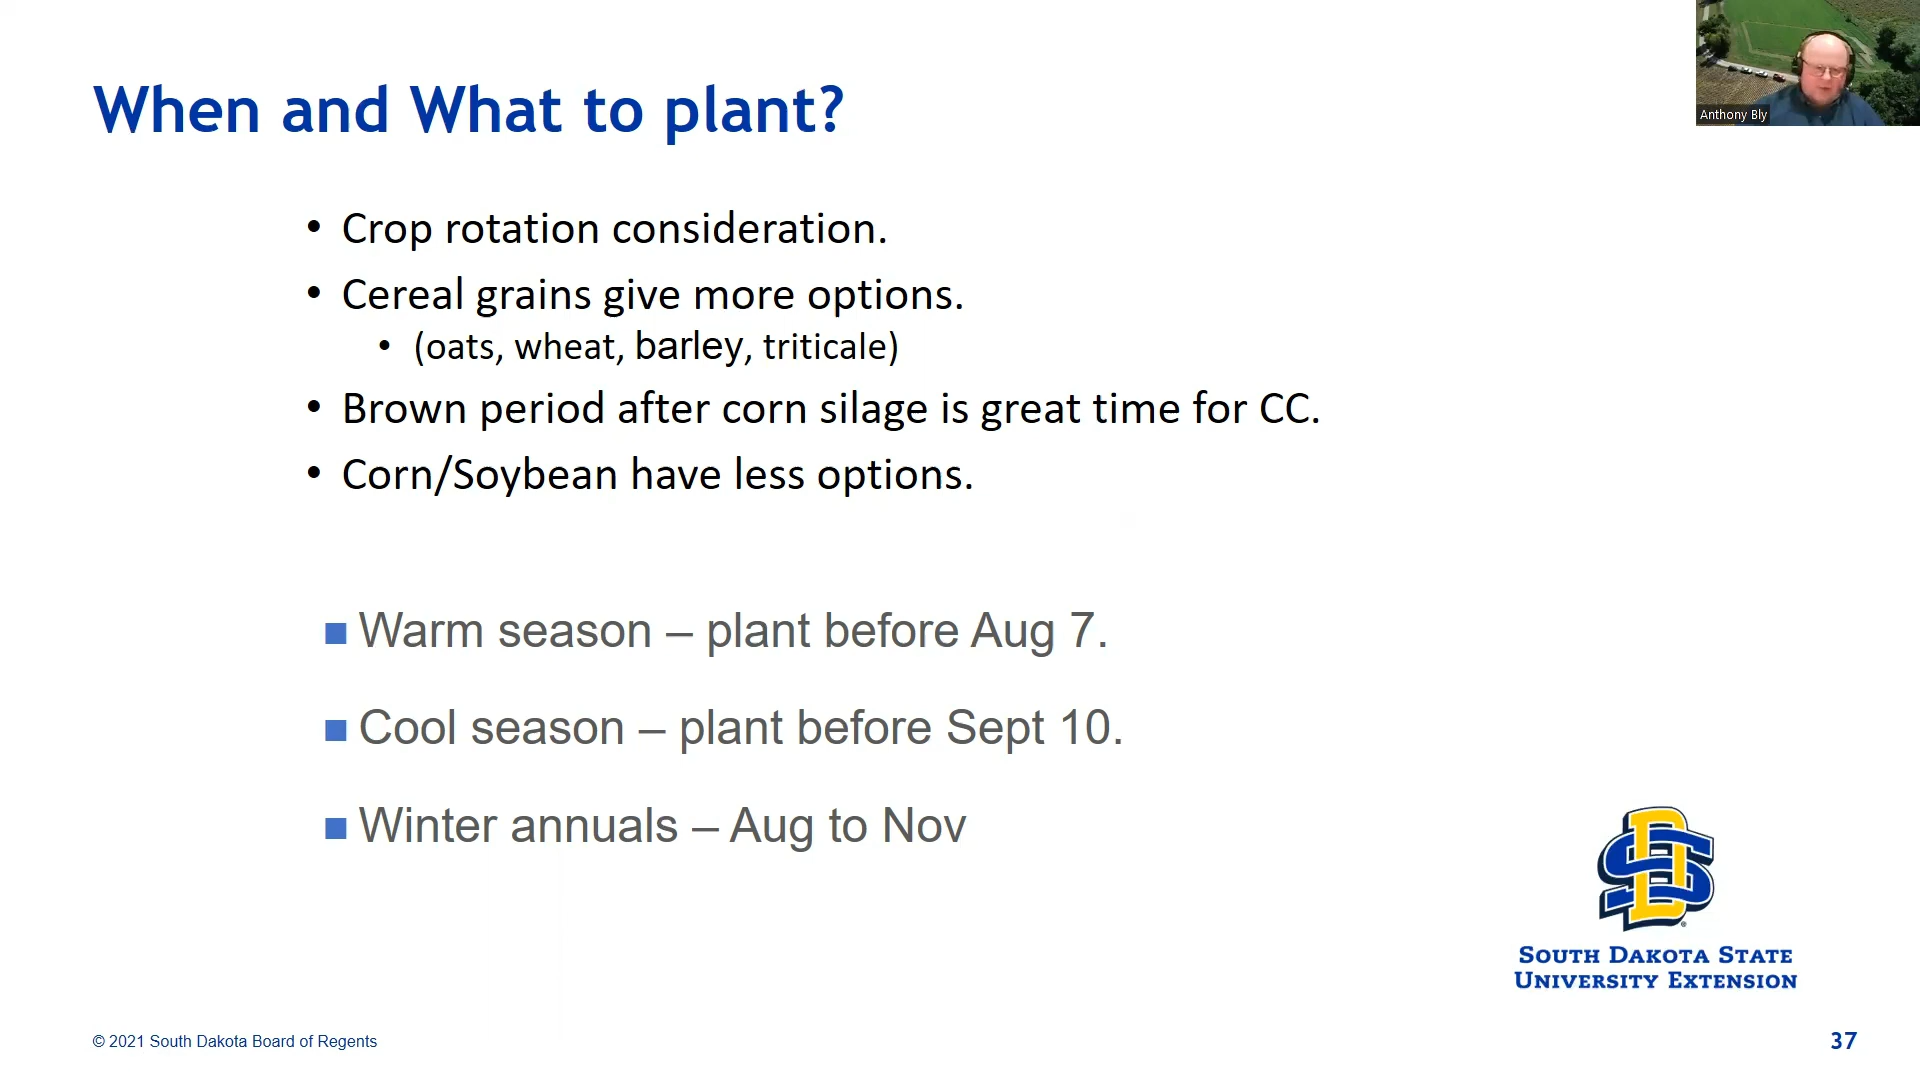 When and What to plant?
Anthony Bly
• Crop rotation consideration.
• Cereal grains give more options.
• (oats, wheat, barley, triticale)
• Brown period after corn silage is great time for CC.
• Corn/Soybean have less options.
■ Warm season – plant before Aug 7.
■ Cool season – plant before Sept 10.
■ Winter annuals – Aug to Nov
SD
®
SOUTH DAKOTA STATE
UNIVERSITY EXTENSION
© 2021 South Dakota Board of Regents
37